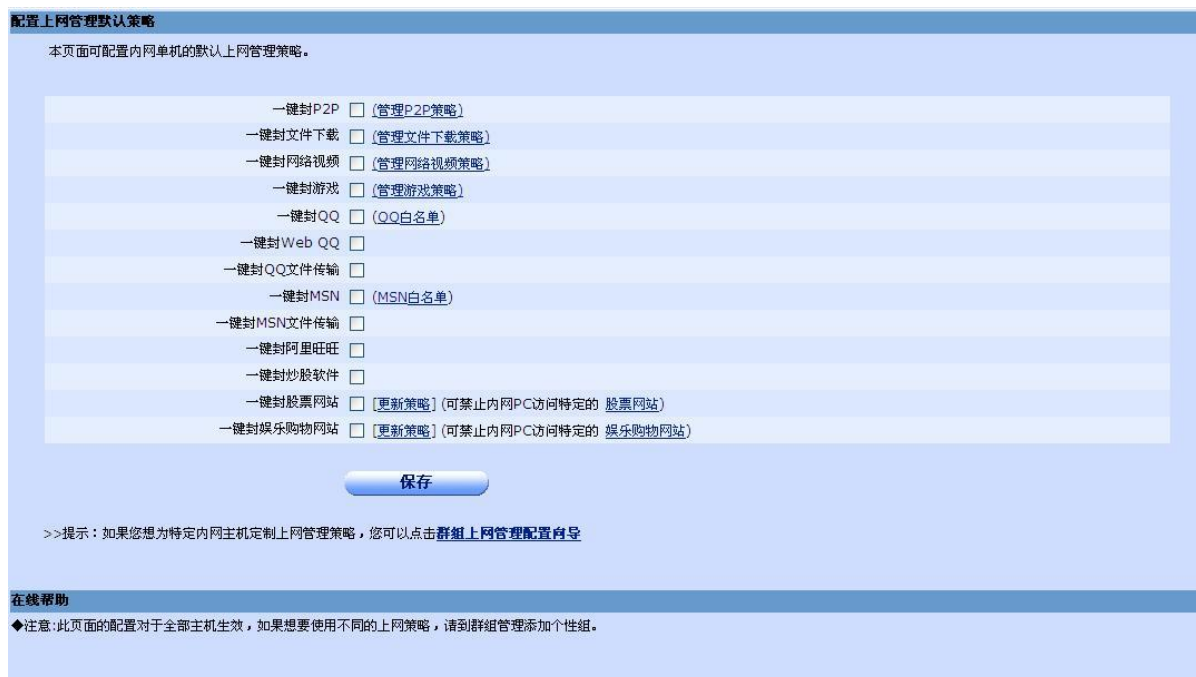 配置上网管理默认策略
本页面可配置内网单机的默认上网管理策略。
一键封P2P (管理P2P策略)
一键封文件下载 (管理文件下载策略)
一键封网络视频 (管理网络视频策略)
一键封游戏 (管理游戏策略)
一键封QQ (QQ白名单)
一键封Web QQ
一键封QQ文件传输
一键封MSN (MSN白名单)
一键封MSN文件传输
一键封阿里旺旺
一键封炒股软件
一键封股票网站 [更新策略] (可禁止内网PC访问特定的 股票网站)
一键封娱乐购物网站 [更新策略] (可禁止内网PC访问特定的 娱乐购物网站)
保存
>>提示：如果您想为特定内网主机定制上网管理策略，您可以点击群组上网管理配置向导
在线帮助
◆注意:此页面的配置对于全部主机生效，如果想要使用不同的上网策略，请到群组管理添加个性组。